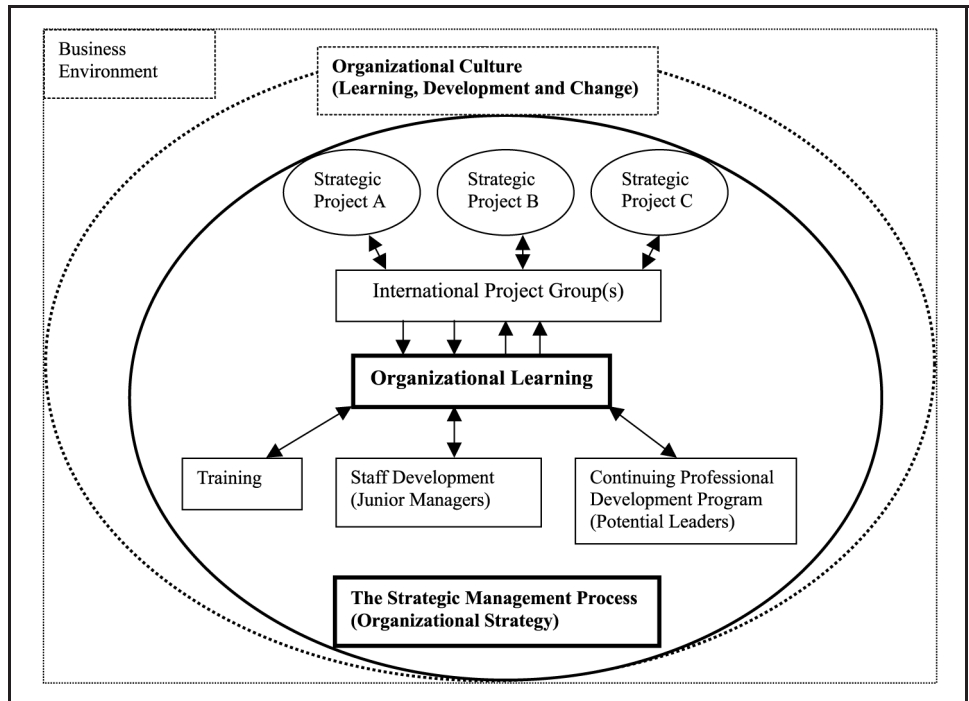 Business
Environment
Organizational Culture
(Learning, Development and Change)
Strategic
Project A
Strategic
Project B
Strategic
Project C
International Project Group(s)
Organizational Learning
Training
Staff Development
(Junior Managers)
Continuing Professional
Development Program
(Potential Leaders)
The Strategic Management Process
(Organizational Strategy)